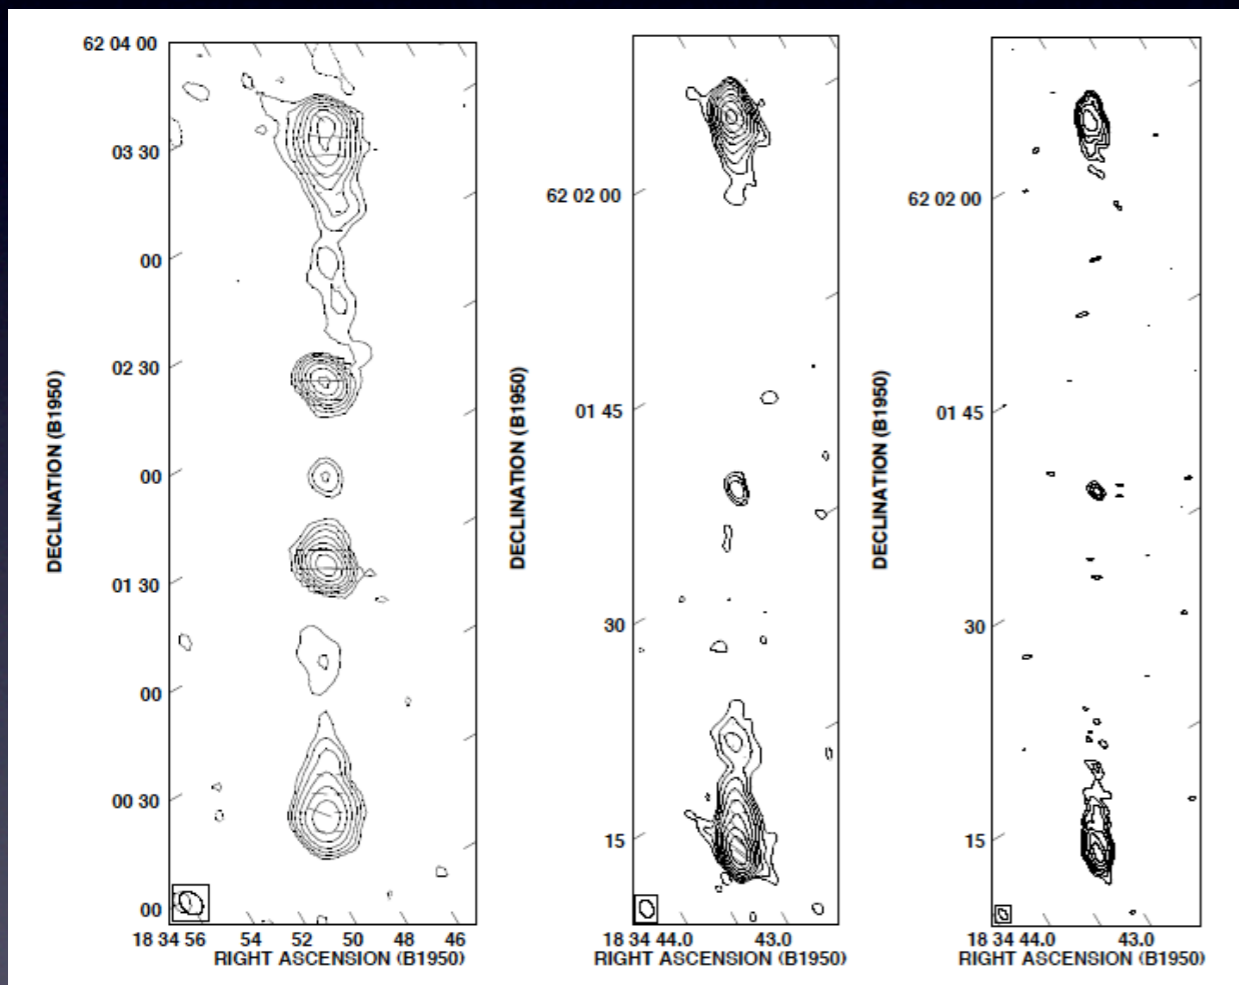 62 04 00
03 30
00
02 30
00
01 30
00
00 30
00
DECLINATION (B1950)
18 34 56 54 52 50 48 46
RIGHT ASCENSION (B1950)
62 02 00
01 45
30
15
DECLINATION (B1950)
18 34 44.0 43.0
RIGHT ASCENSION (B1950)
62 02 00
01 45
30
15
DECLINATION (B1950)
18 34 44.0 43.0
RIGHT ASCENSION (B1950)